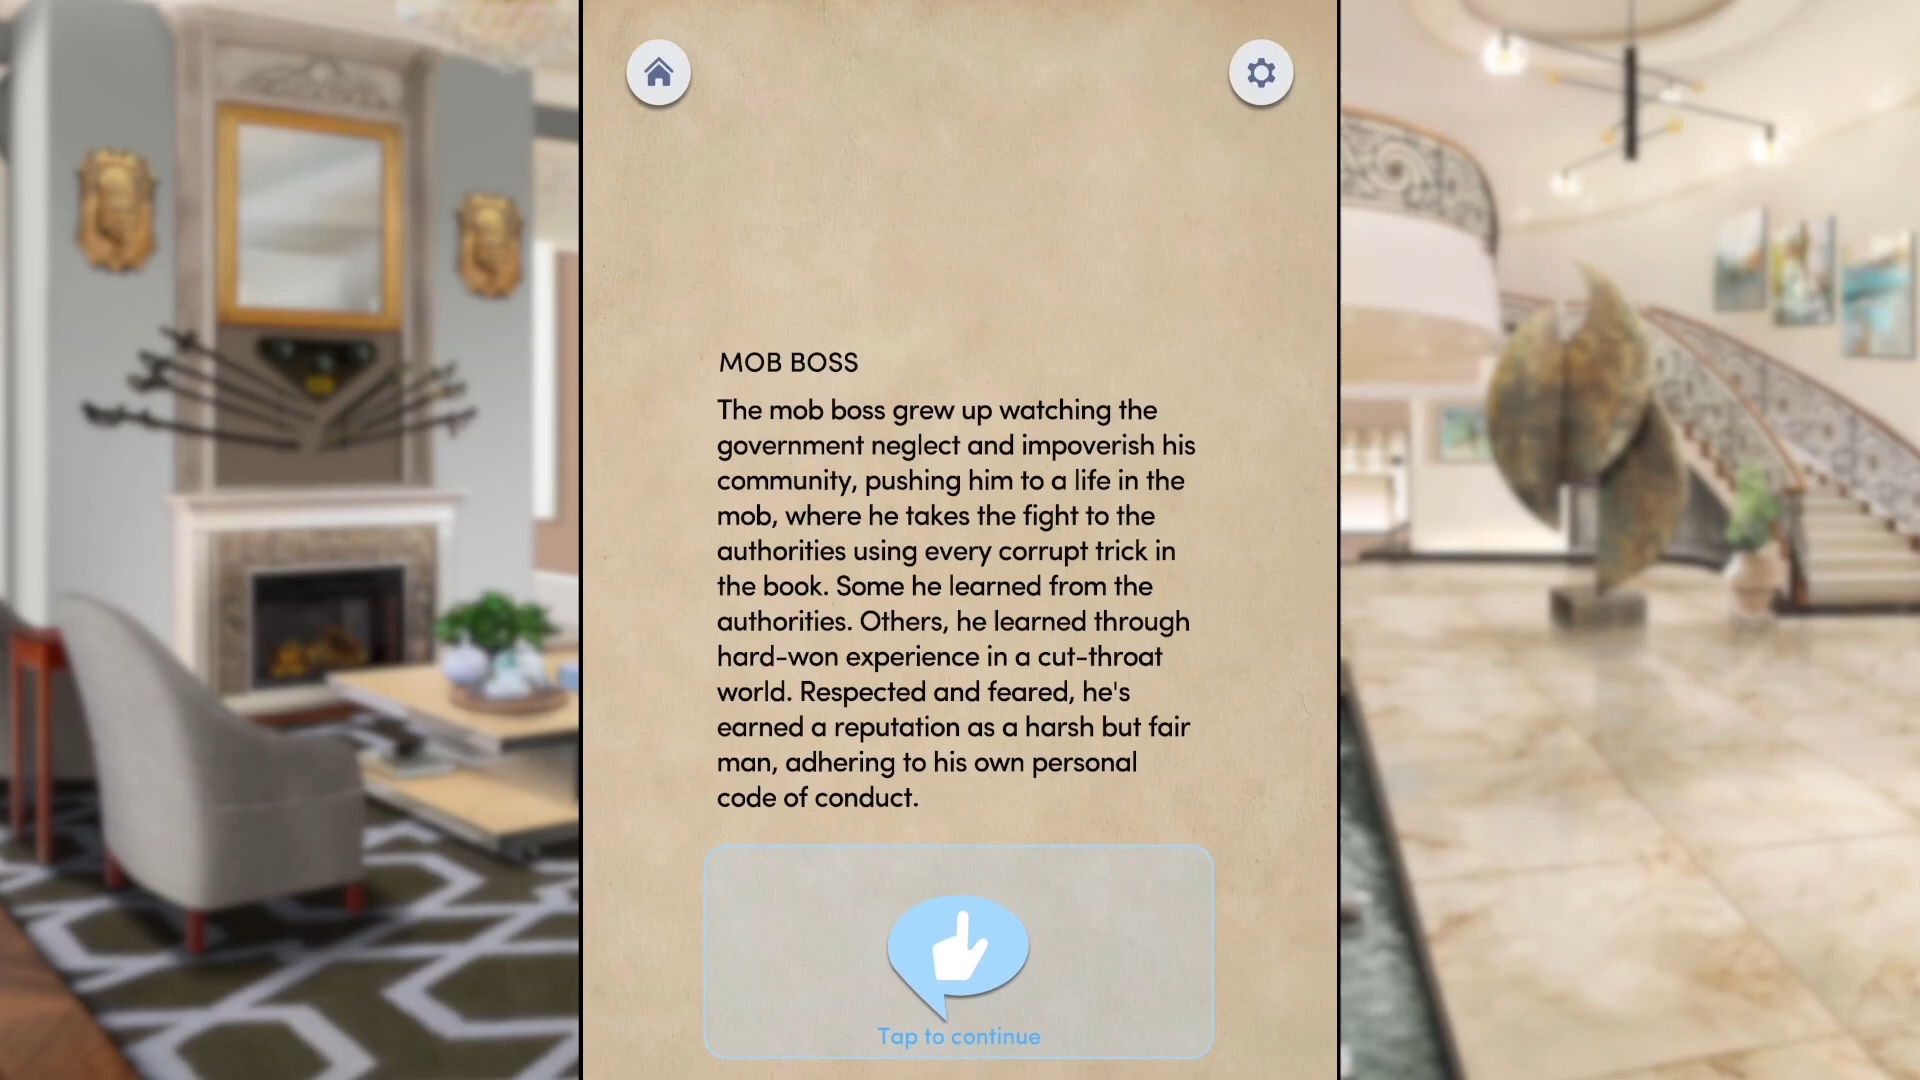 MOB BOSS
The mob boss grew up watching the
government neglect and impoverish his
community, pushing him to a life in the
mob, where he takes the fight to the
authorities using every corrupt trick in
the book. Some he learned from the
authorities. Others, he learned through
hard-won experience in a cut-throat
world. Respected and feared, he's
earned a reputation as a harsh but fair
man, adhering to his own personal
code of conduct.
Tap to continue